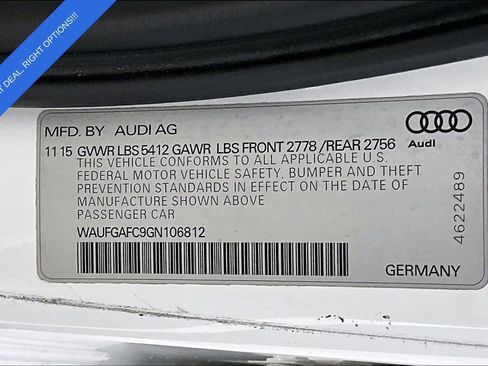 DEAL, RIGHT OPTIONS!!!
MFD. BY AUDI AG
Audi
11 15 GVWR LBS 5412 GAWR LBS FRONT 2778 /REAR 2756
THIS VEHICLE CONFORMS TO ALL APPLICABLE U.S.
FEDERAL MOTOR VEHICLE SAFETY, BUMPER AND THEFT
PREVENTION STANDARDS IN EFFECT ON THE DATE OF
MANUFACTURE SHOWN ABOVE
PASSENGER CAR
WAUFGAFC9GN106812
4622489
GERMANY